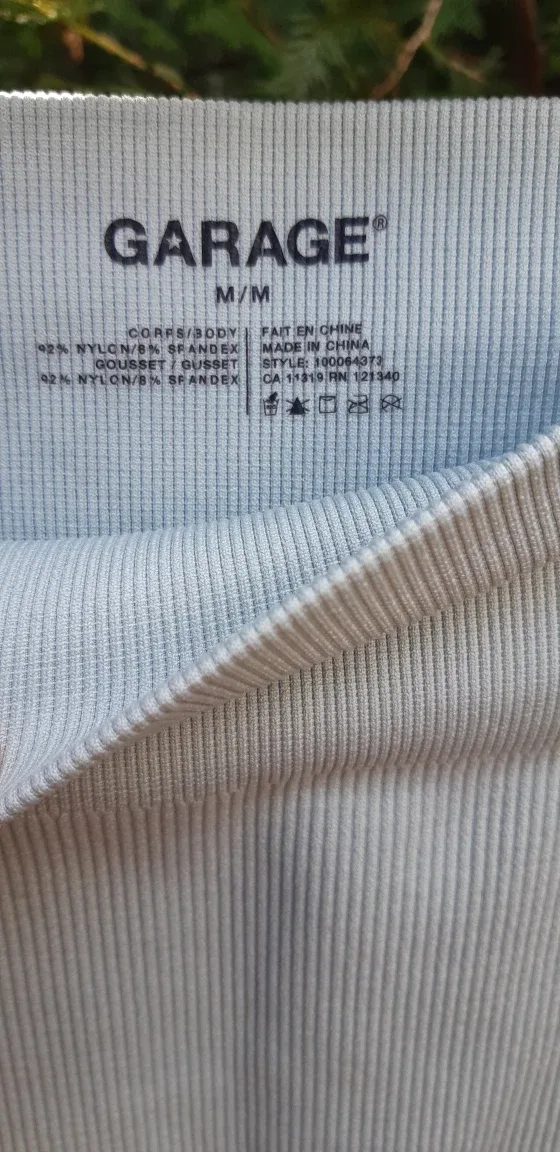 GARAGE®
M/M
CORPS/BODY
92% NYLON/8% SPANDEX
GOUSSET / GUSSET
92% NYLON/8% SPANDEX
FAIT EN CHINE
MADE IN CHINA
STYLE: 100064373
CA 11319 RN 121340